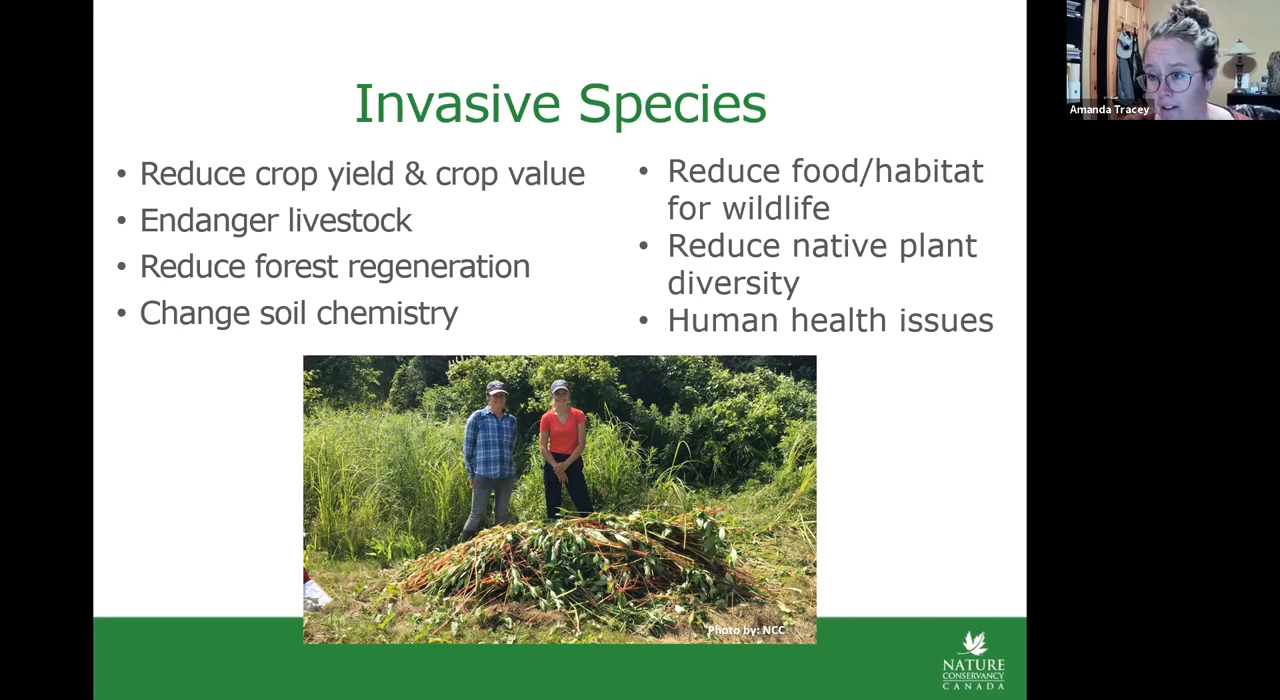 Invasive Species
• Reduce crop yield & crop value
• Endanger livestock
• Reduce forest regeneration
• Change soil chemistry
• Reduce food/habitat
for wildlife
• Reduce native plant
diversity
• Human health issues
Photo by: NCC
NATURE
CONSERVANCY
CANADA
Amanda Tracey